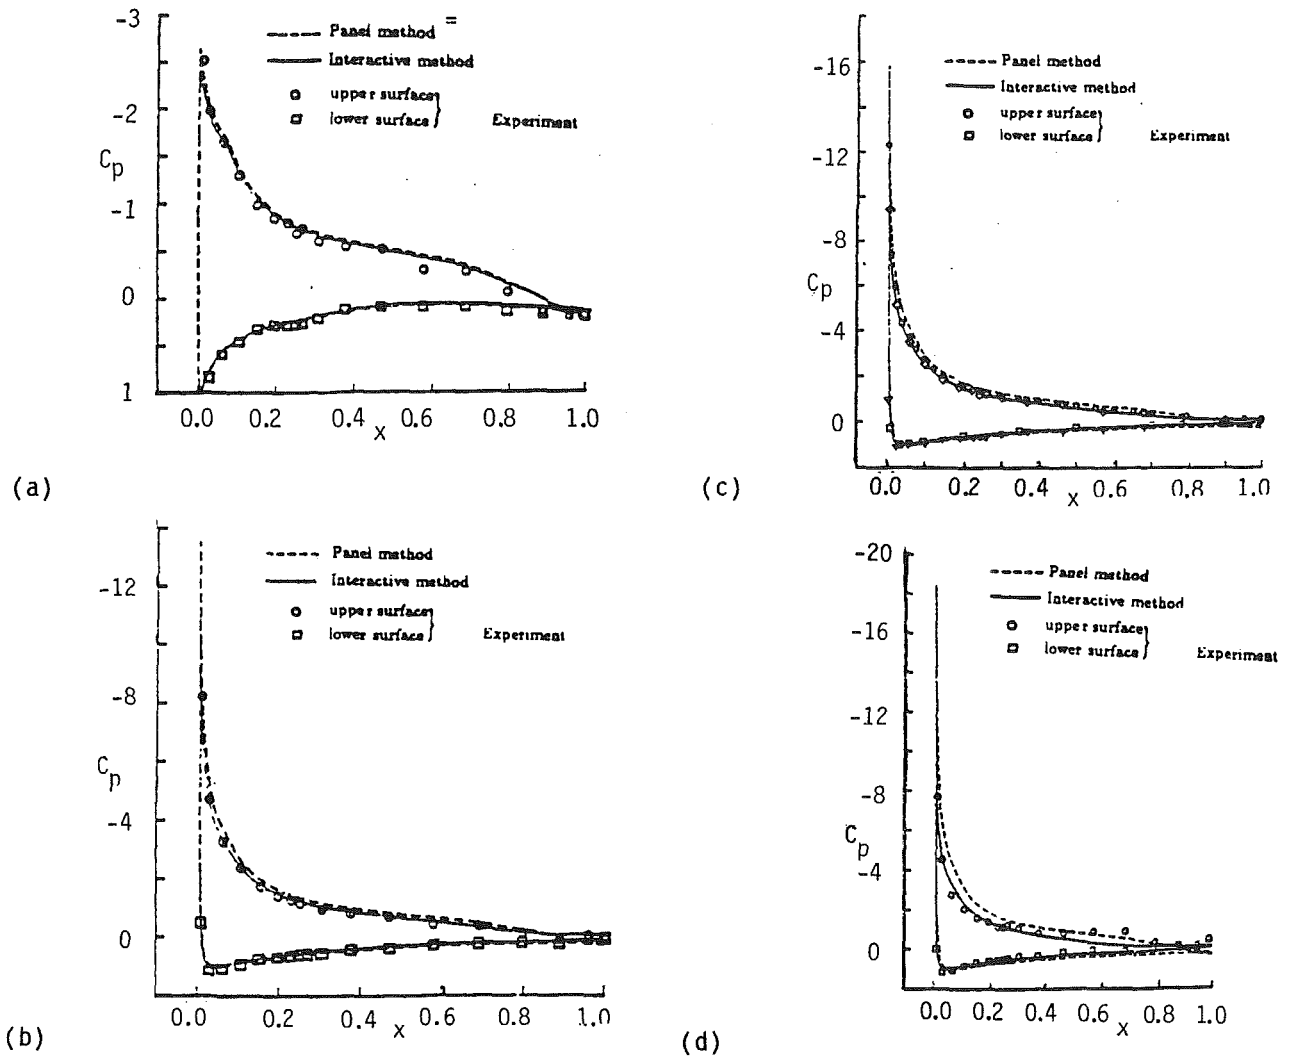 -3
=
Panel method
Interactive method
upper surface
lower surface
Experiment
-2
Cp
-1
0
1
0.0 0.2 0.4 0.6 0.8 1.0
x
(a)
-16
Panel method
Interactive method
upper surface
lower surface
Experiment
-12
-8
Cp
-4
0
0.0 0.2 0.4 0.6 0.8 1.0
x
(c)
Panel method
Interactive method
upper surface
lower surface
Experiment
-12
-8
Cp
-4
0
0.0 0.2 0.4 0.6 0.8 1.0
x
(b)
-20
Panel method
Interactive method
upper surface
lower surface
Experiment
-16
-12
-8
Cp
-4
0
0.0 0.2 0.4 0.6 0.8 1.0
x
(d)